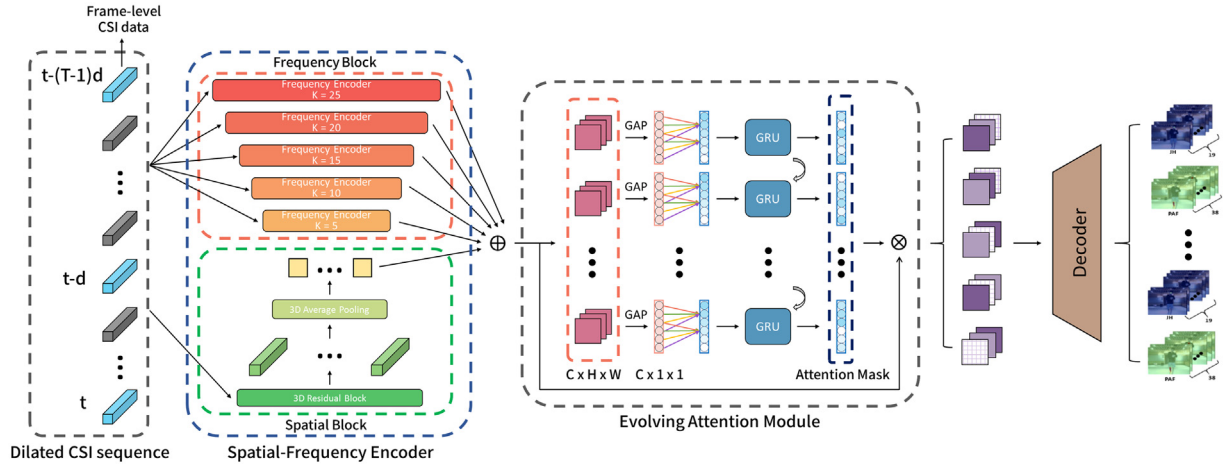 Frame-level
CSI data
t-(T-1)d
t-d
t
Dilated CSI sequence
Frequency Block
Frequency Encoder
K = 25
Frequency Encoder
K = 20
Frequency Encoder
K = 15
Frequency Encoder
K = 10
Frequency Encoder
K = 5
3D Average Pooling
3D Residual Block
Spatial Block
Spatial-Frequency Encoder
GAP
GRU
GAP
GRU
GAP
GRU
C x H x W
C x 1 x 1
Attention Mask
Evolving Attention Module
Decoder
JH
19
PAF
38
JH
19
PAF
38